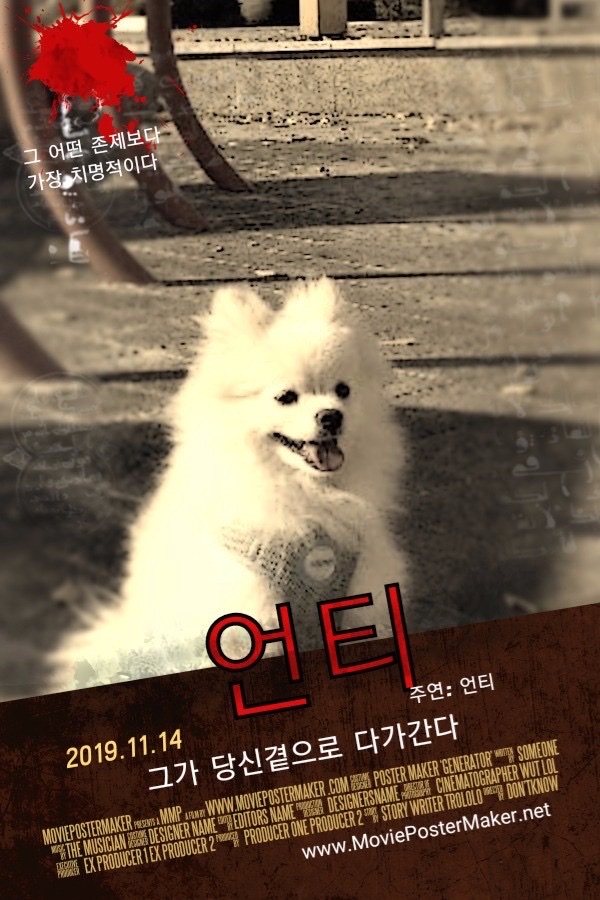 그 어떤 존제보다
가장 치명적이다
언티
주연: 언티
2019.11.14
그가 당신곁으로 다가간다
MOVIEPOSTERMAKER PRESENTS A MMP A FILM BY WWW.MOVIEPOSTERMAKER .COM COSTUME DESIGNER POSTER MAKER 'GENERATOR' WRITTEN BY SOMEONE
MUSIC BY THE MUSICIAN COSTUME DESIGNER DESIGNER NAME EDITED BY EDITORS NAME PRODUCTION DESIGNER DESIGNERSNAME DIRECTOR OF PHOTOGRAPHY CINEMATOGRAPHER WUT LOL
EXECUTIVE PRODUCER EX PRODUCER 1 EX PRODUCER 2 PRODUCED BY PRODUCER ONE PRODUCER 2 STORY BY STORY WRITER TROLOLO DIRECTED BY DON'TKNOW
www.MoviePosterMaker.net